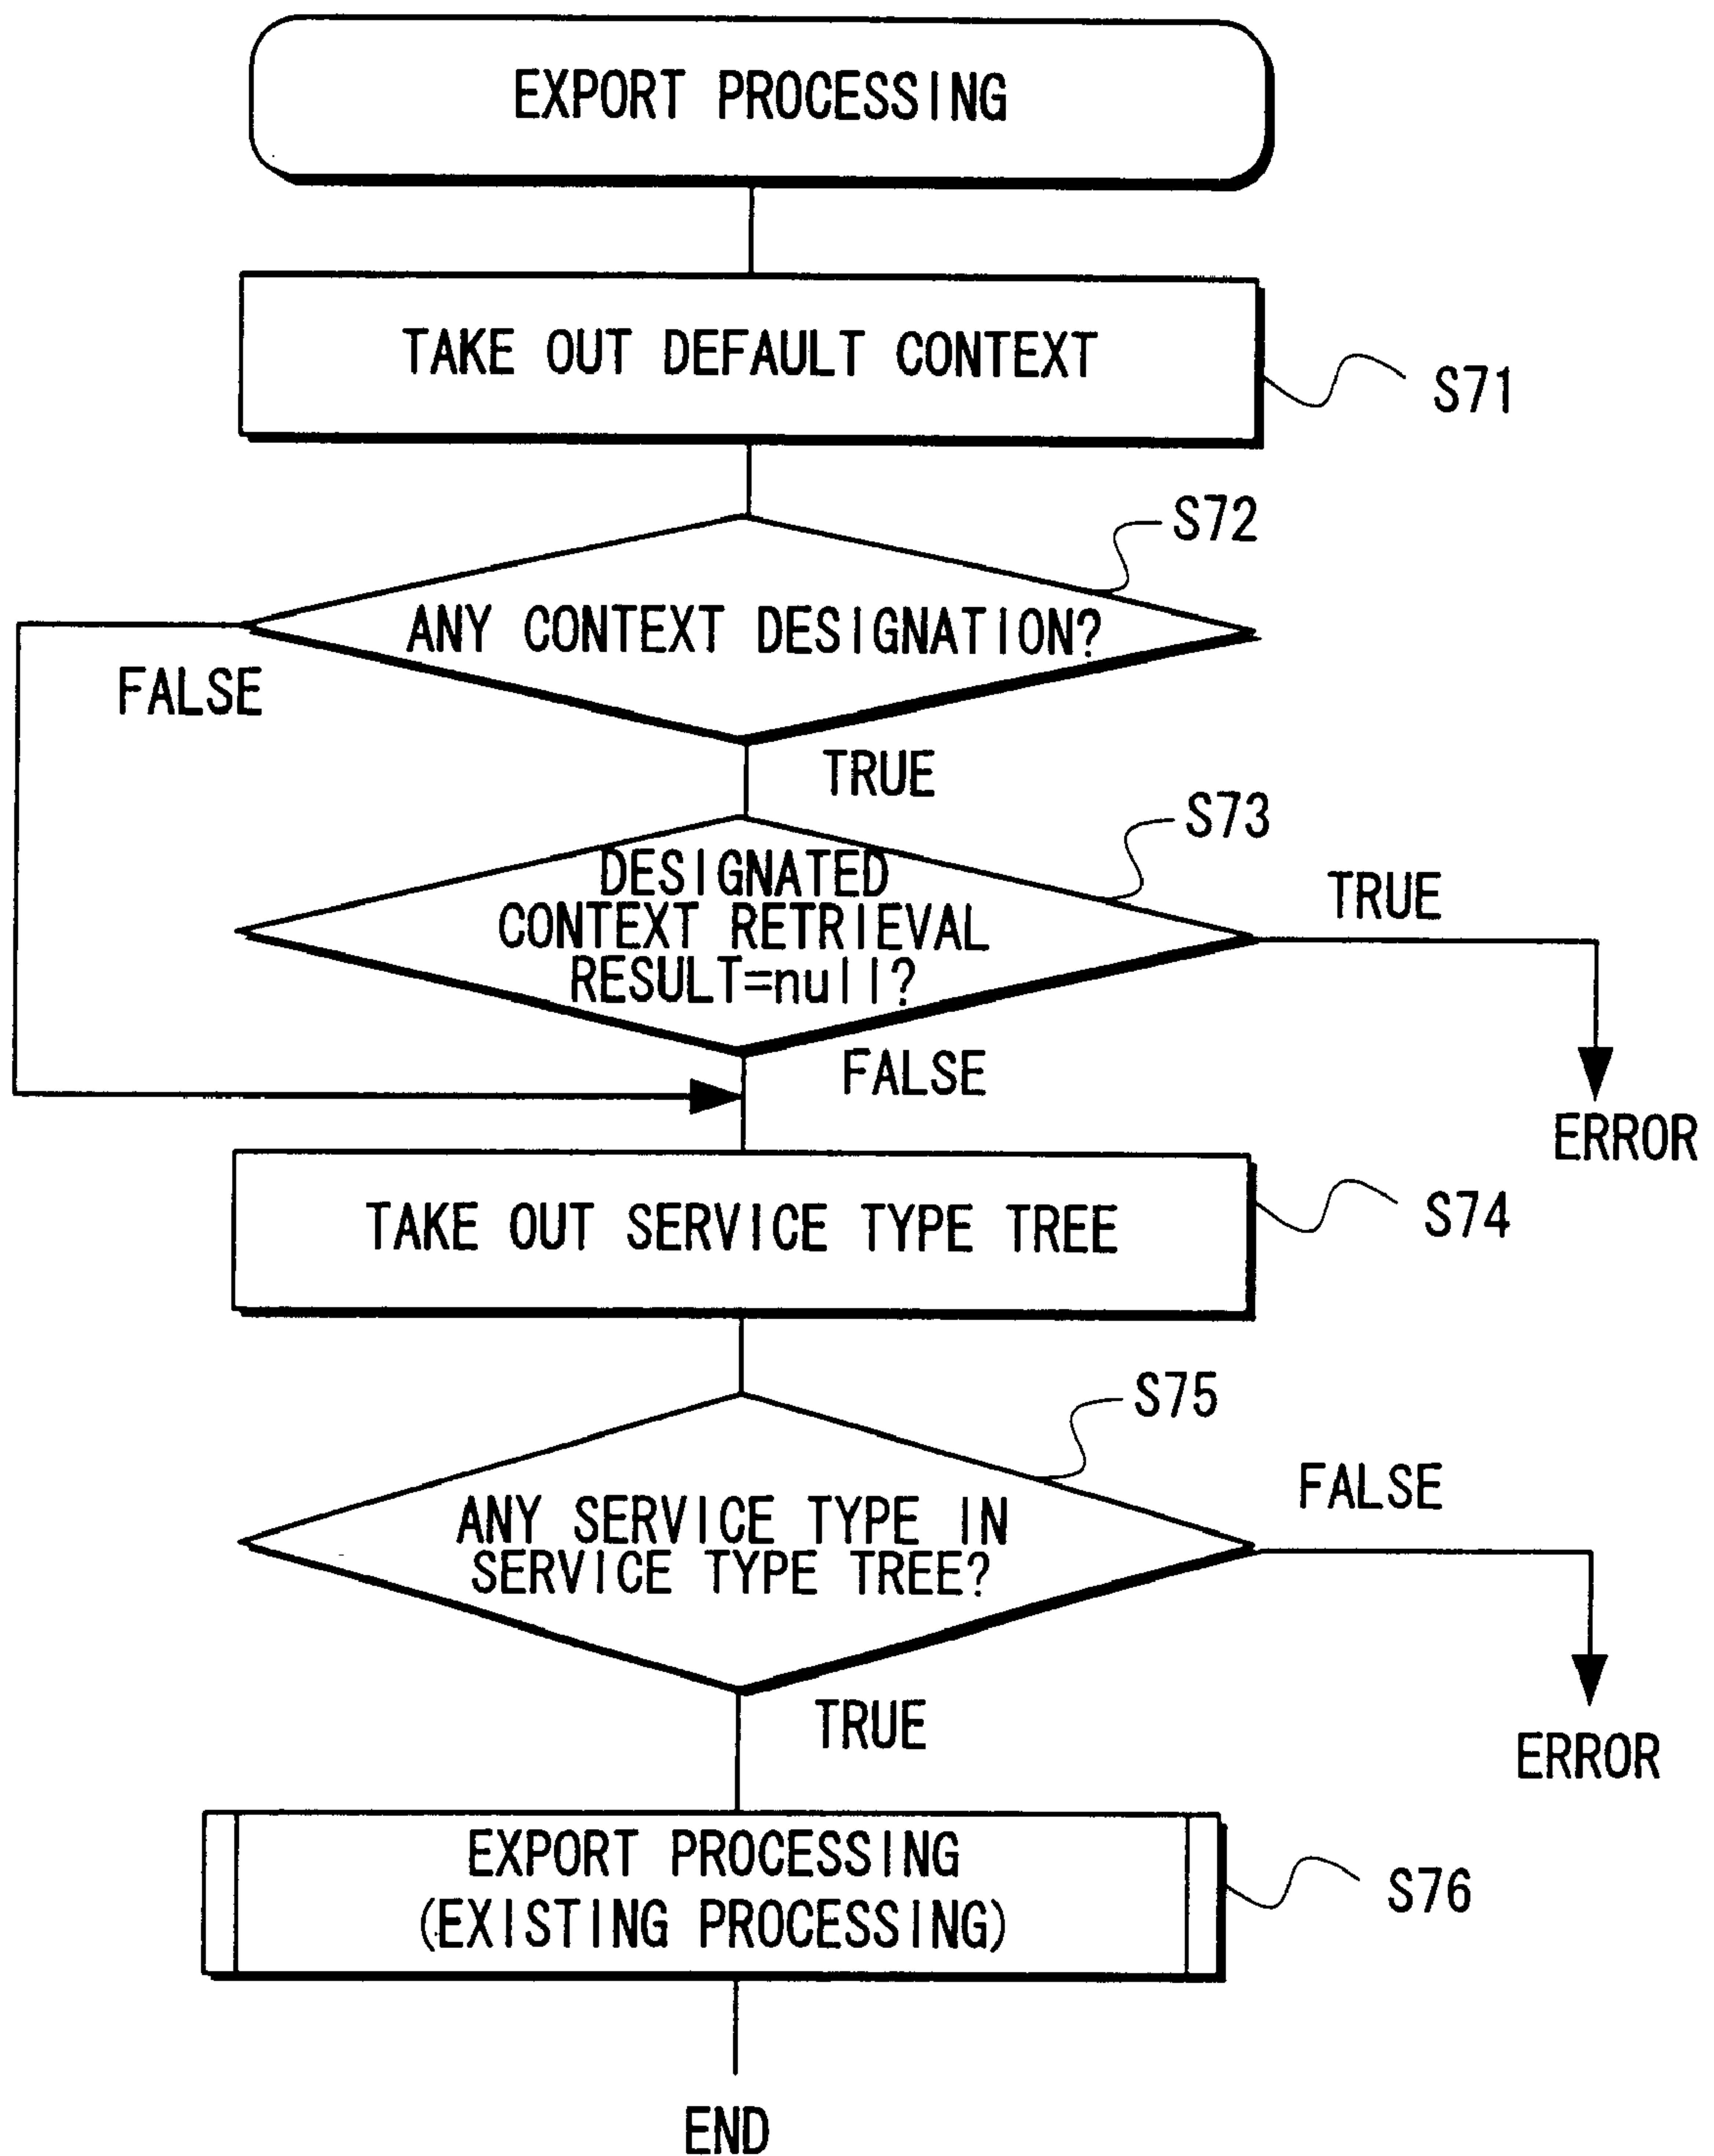 EXPORT PROCESSING
TAKE OUT DEFAULT CONTEXT
S71
S72
ANY CONTEXT DESIGNATION?
FALSE
TRUE
S73
DESIGNATED
CONTEXT RETRIEVAL
RESULT=null?
TRUE
FALSE
ERROR
TAKE OUT SERVICE TYPE TREE
S74
S75
ANY SERVICE TYPE IN
SERVICE TYPE TREE?
FALSE
TRUE
ERROR
EXPORT PROCESSING
(EXISTING PROCESSING)
S76
END